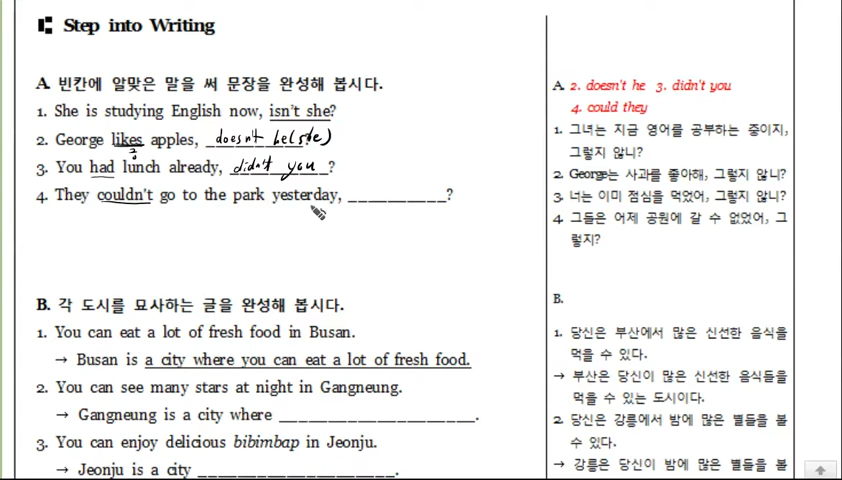 Step into Writing
A. 빈칸에 알맞은 말을 써 문장을 완성해 봅시다.
1. She is studying English now, isn't she?
2. George likes apples, doesn't he(she)
3. You had lunch already, didn't you?
4. They couldn't go to the park yesterday, __________?
B. 각 도시를 묘사하는 글을 완성해 봅시다.
1. You can eat a lot of fresh food in Busan.
→ Busan is a city where you can eat a lot of fresh food.
2. You can see many stars at night in Gangneung.
→ Gangneung is a city where ____________________.
3. You can enjoy delicious bibimbap in Jeonju.
→ Jeonju is a city ____________________.
A. 2. doesn't he 3. didn't you
4. could they
1. 그녀는 지금 영어를 공부하는 중이지,
그렇지 않니?
2. George는 사과를 좋아해, 그렇지 않니?
3. 너는 이미 점심을 먹었어, 그렇지 않니?
4. 그들은 어제 공원에 갈 수 없었어, 그
렇지?
B.
1. 당신은 부산에서 많은 신선한 음식을
먹을 수 있다.
→ 부산은 당신이 많은 신선한 음식들을
먹을 수 있는 도시이다.
2. 당신은 강릉에서 밤에 많은 별들을 볼
수 있다.
→ 강릉은 당신이 밤에 많은 별들을 볼